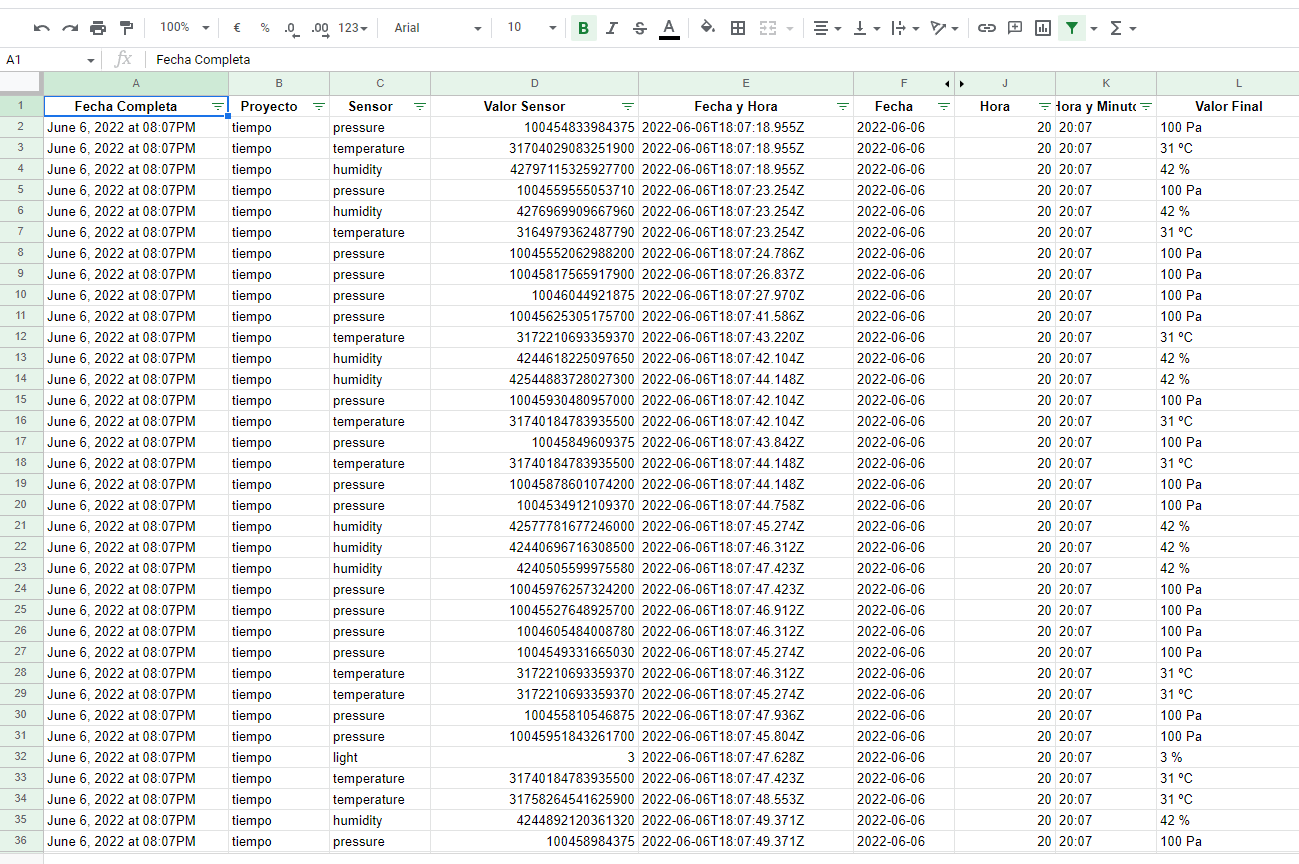 100% € % .0 .00 123 Arial 10 B I S A
A1 fx Fecha Completa
A B C D E F J K L
1 Fecha Completa Proyecto Sensor Valor Sensor Fecha y Hora Fecha Hora Hora y Minuto Valor Final
2 June 6, 2022 at 08:07PM tiempo pressure 100454833984375 2022-06-06T18:07:18.955Z 2022-06-06 20 20:07 100 Pa
3 June 6, 2022 at 08:07PM tiempo temperature 31704029083251900 2022-06-06T18:07:18.955Z 2022-06-06 20 20:07 31 ºC
4 June 6, 2022 at 08:07PM tiempo humidity 42797115325927700 2022-06-06T18:07:18.955Z 2022-06-06 20 20:07 42 %
5 June 6, 2022 at 08:07PM tiempo pressure 1004559555053710 2022-06-06T18:07:23.254Z 2022-06-06 20 20:07 100 Pa
6 June 6, 2022 at 08:07PM tiempo humidity 4276969909667960 2022-06-06T18:07:23.254Z 2022-06-06 20 20:07 42 %
7 June 6, 2022 at 08:07PM tiempo temperature 3164979362487790 2022-06-06T18:07:23.254Z 2022-06-06 20 20:07 31 ºC
8 June 6, 2022 at 08:07PM tiempo pressure 10045552062988200 2022-06-06T18:07:24.786Z 2022-06-06 20 20:07 100 Pa
9 June 6, 2022 at 08:07PM tiempo pressure 10045817565917900 2022-06-06T18:07:26.837Z 2022-06-06 20 20:07 100 Pa
10 June 6, 2022 at 08:07PM tiempo pressure 10046044921875 2022-06-06T18:07:27.970Z 2022-06-06 20 20:07 100 Pa
11 June 6, 2022 at 08:07PM tiempo pressure 10045625305175700 2022-06-06T18:07:41.586Z 2022-06-06 20 20:07 100 Pa
12 June 6, 2022 at 08:07PM tiempo temperature 3172210693359370 2022-06-06T18:07:43.220Z 2022-06-06 20 20:07 31 ºC
13 June 6, 2022 at 08:07PM tiempo humidity 4244618225097650 2022-06-06T18:07:42.104Z 2022-06-06 20 20:07 42 %
14 June 6, 2022 at 08:07PM tiempo humidity 42544883728027300 2022-06-06T18:07:44.148Z 2022-06-06 20 20:07 42 %
15 June 6, 2022 at 08:07PM tiempo pressure 10045930480957000 2022-06-06T18:07:42.104Z 2022-06-06 20 20:07 100 Pa
16 June 6, 2022 at 08:07PM tiempo temperature 31740184783935500 2022-06-06T18:07:42.104Z 2022-06-06 20 20:07 31 ºC
17 June 6, 2022 at 08:07PM tiempo pressure 10045849609375 2022-06-06T18:07:43.842Z 2022-06-06 20 20:07 100 Pa
18 June 6, 2022 at 08:07PM tiempo temperature 31740184783935500 2022-06-06T18:07:44.148Z 2022-06-06 20 20:07 31 ºC
19 June 6, 2022 at 08:07PM tiempo pressure 10045878601074200 2022-06-06T18:07:44.148Z 2022-06-06 20 20:07 100 Pa
20 June 6, 2022 at 08:07PM tiempo pressure 1004534912109370 2022-06-06T18:07:44.758Z 2022-06-06 20 20:07 100 Pa
21 June 6, 2022 at 08:07PM tiempo humidity 42577781677246000 2022-06-06T18:07:45.274Z 2022-06-06 20 20:07 42 %
22 June 6, 2022 at 08:07PM tiempo humidity 42440696716308500 2022-06-06T18:07:46.312Z 2022-06-06 20 20:07 42 %
23 June 6, 2022 at 08:07PM tiempo humidity 4240505599975580 2022-06-06T18:07:47.423Z 2022-06-06 20 20:07 42 %
24 June 6, 2022 at 08:07PM tiempo pressure 10045976257324200 2022-06-06T18:07:47.423Z 2022-06-06 20 20:07 100 Pa
25 June 6, 2022 at 08:07PM tiempo pressure 10045527648925700 2022-06-06T18:07:46.912Z 2022-06-06 20 20:07 100 Pa
26 June 6, 2022 at 08:07PM tiempo pressure 1004605484008780 2022-06-06T18:07:46.312Z 2022-06-06 20 20:07 100 Pa
27 June 6, 2022 at 08:07PM tiempo pressure 1004549331665030 2022-06-06T18:07:45.274Z 2022-06-06 20 20:07 100 Pa
28 June 6, 2022 at 08:07PM tiempo temperature 3172210693359370 2022-06-06T18:07:46.312Z 2022-06-06 20 20:07 31 ºC
29 June 6, 2022 at 08:07PM tiempo temperature 3172210693359370 2022-06-06T18:07:45.274Z 2022-06-06 20 20:07 31 ºC
30 June 6, 2022 at 08:07PM tiempo pressure 100455810546875 2022-06-06T18:07:47.936Z 2022-06-06 20 20:07 100 Pa
31 June 6, 2022 at 08:07PM tiempo pressure 10045951843261700 2022-06-06T18:07:45.804Z 2022-06-06 20 20:07 100 Pa
32 June 6, 2022 at 08:07PM tiempo light 3 2022-06-06T18:07:47.628Z 2022-06-06 20 20:07 3 %
33 June 6, 2022 at 08:07PM tiempo temperature 31740184783935500 2022-06-06T18:07:47.423Z 2022-06-06 20 20:07 31 ºC
34 June 6, 2022 at 08:07PM tiempo temperature 31758264541625900 2022-06-06T18:07:48.553Z 2022-06-06 20 20:07 31 ºC
35 June 6, 2022 at 08:07PM tiempo humidity 4244892120361320 2022-06-06T18:07:49.371Z 2022-06-06 20 20:07 42 %
36 June 6, 2022 at 08:07PM tiempo pressure 100458984375 2022-06-06T18:07:49.371Z 2022-06-06 20 20:07 100 Pa